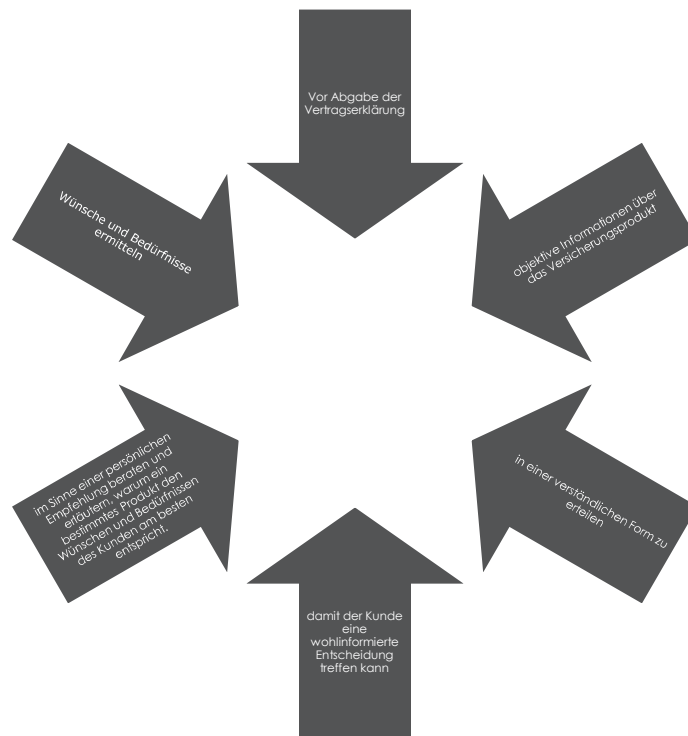 Vor Abgabe der
Vertragserklärung
objektive Informationen über
das Versicherungsprodukt
in einer verständlichen Form zu
erteilen
damit der Kunde
eine
wohlinformierte
Entscheidung
treffen kann
im Sinne einer persönlichen
Empfehlung beraten und
erläutern, warum ein
bestimmtes Produkt den
Wünschen und Bedürfnissen
des Kunden am besten
entspricht.
Wünsche und Bedürfnisse
ermitteln